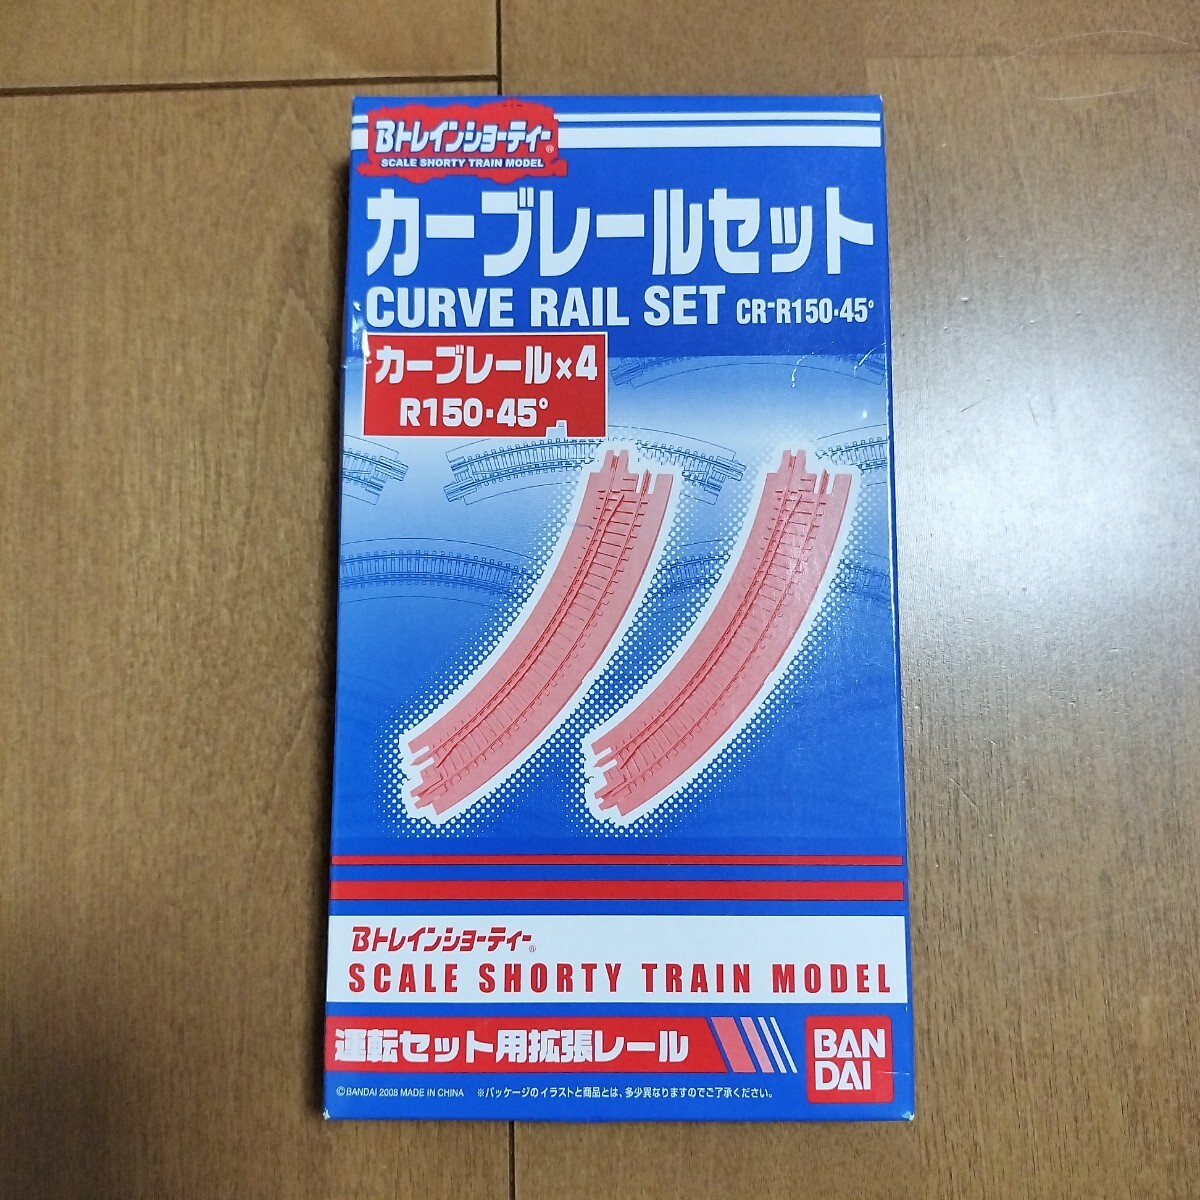 Bトレインショーティー®
SCALE SHORTY TRAIN MODEL
カーブレールセット
CURVE RAIL SET CR-R150・45°
カーブレール×4
R150・45°
Bトレインショーティー®
SCALE SHORTY TRAIN MODEL
運転セット用拡張レール
BAN
DAI
©BANDAI 2008 MADE IN CHINA ※パッケージのイラストと商品とは、多少異なりますのでご了承ください。